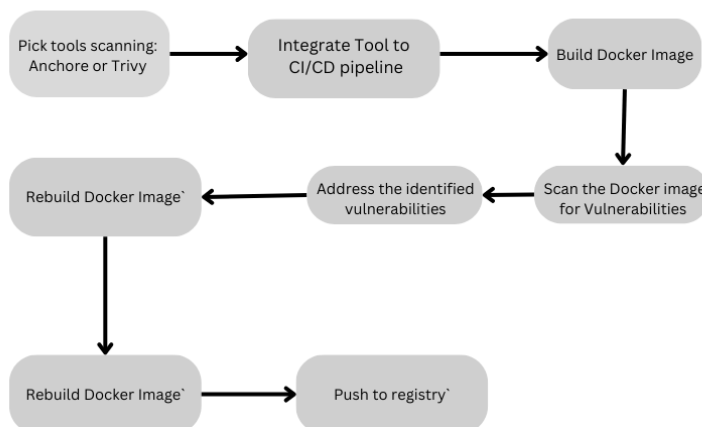 Pick tools scanning:
Anchore or Trivy
Integrate Tool to
CI/CD pipeline
Build Docker Image
Scan the Docker image
for Vulnerabilities
Address the identified
vulnerabilities
Rebuild Docker Image`
Rebuild Docker Image`
Push to registry`